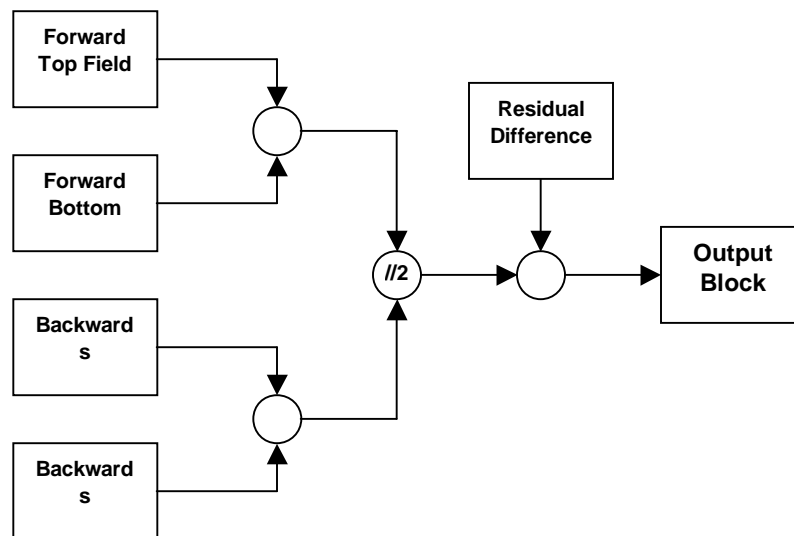 Forward
Top Field
Forward
Bottom
Backward
s
Backward
s
//2
Residual
Difference
Output
Block